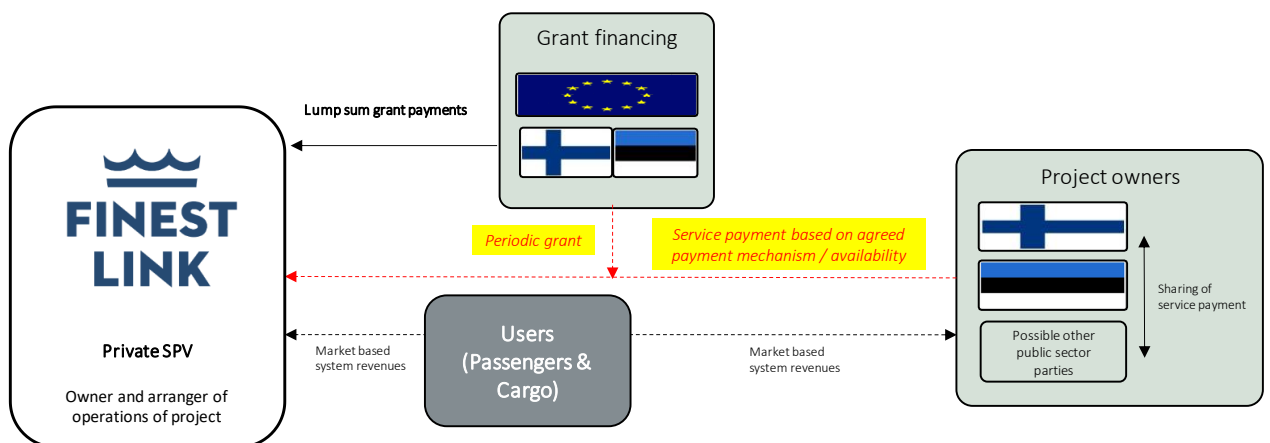 Grant financing
Lump sum grant payments
FINEST
LINK
Private SPV
Owner and arranger of
operations of project
Periodic grant
Service payment based on agreed
payment mechanism / availability
Users
(Passengers &
Cargo)
Market based
system revenues
Market based
system revenues
Project owners
Sharing of
service payment
Possible other
public sector
parties